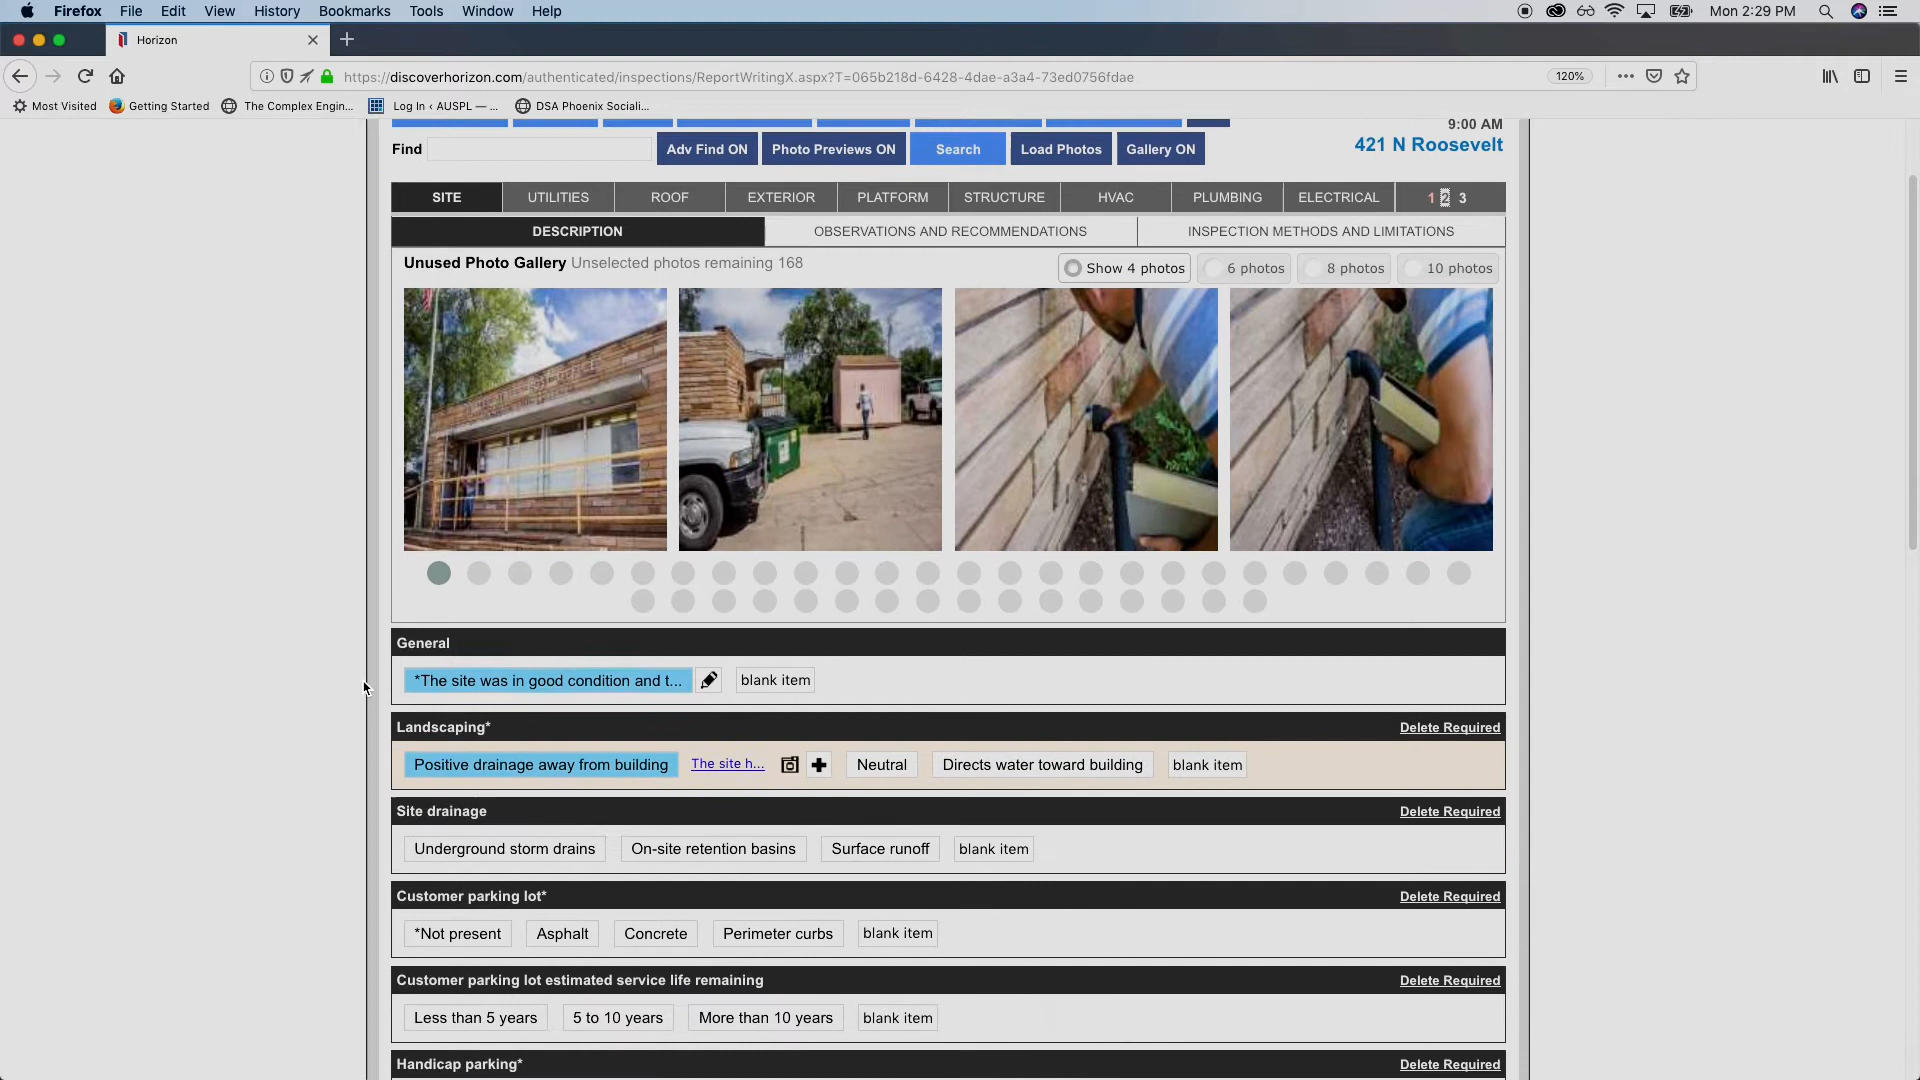 Firefox File Edit View History Bookmarks Tools Window Help Mon 2:29 PM
Horizon
https://discoverhorizon.com/authenticated/inspections/ReportWritingX.aspx?T=065b218d-6428-4dae-a3a4-73ed0756fdae 120%
Most Visited Getting Started The Complex Engin... Log In ‹ AUSPL — ... DSA Phoenix Sociali...
9:00 AM
Find Adv Find ON Photo Previews ON Search Load Photos Gallery ON 421 N Roosevelt
SITE UTILITIES ROOF EXTERIOR PLATFORM STRUCTURE HVAC PLUMBING ELECTRICAL 1 2 3
DESCRIPTION OBSERVATIONS AND RECOMMENDATIONS INSPECTION METHODS AND LIMITATIONS
Unused Photo Gallery Unselected photos remaining 168 Show 4 photos 6 photos 8 photos 10 photos
General
*The site was in good condition and t... blank item
Landscaping* Delete Required
Positive drainage away from building The site h... Neutral Directs water toward building blank item
Site drainage Delete Required
Underground storm drains On-site retention basins Surface runoff blank item
Customer parking lot* Delete Required
*Not present Asphalt Concrete Perimeter curbs blank item
Customer parking lot estimated service life remaining Delete Required
Less than 5 years 5 to 10 years More than 10 years blank item
Handicap parking* Delete Required